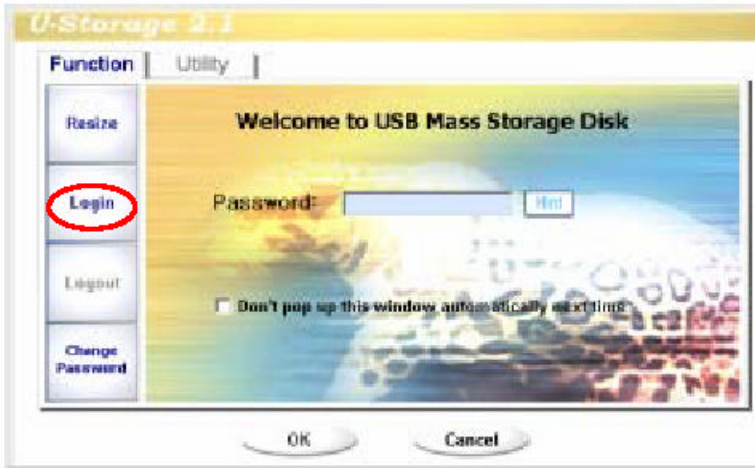 U-Storage 2.1
Function | Utility |
Resize
Login
Logout
Change
Password
Welcome to USB Mass Storage Disk
Password:
Hint
Don't pop up this window automatically next time
OK
Cancel